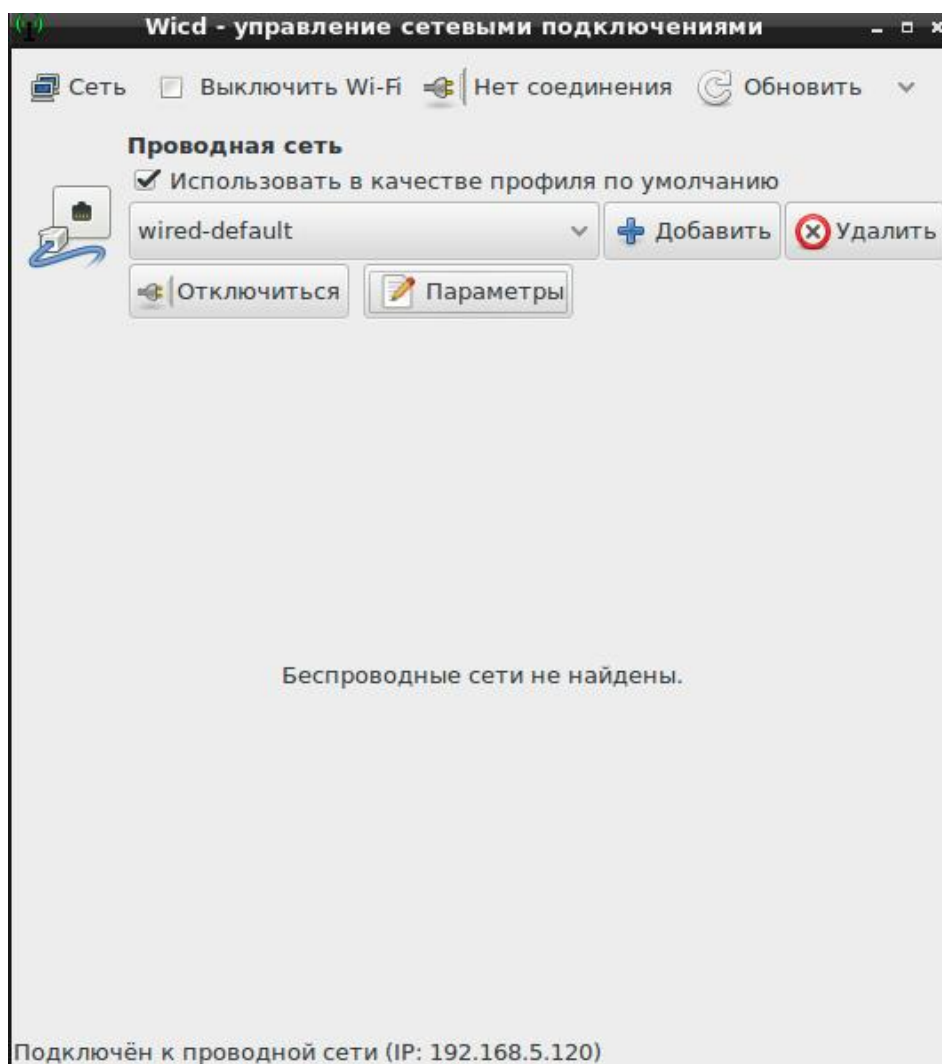 Wicd - управление сетевыми подключениями
Сеть Выключить Wi-Fi Нет соединения Обновить
Проводная сеть
Использовать в качестве профиля по умолчанию
wired-default Добавить Удалить
Отключиться Параметры
Беспроводные сети не найдены.
Подключён к проводной сети (IP: 192.168.5.120)